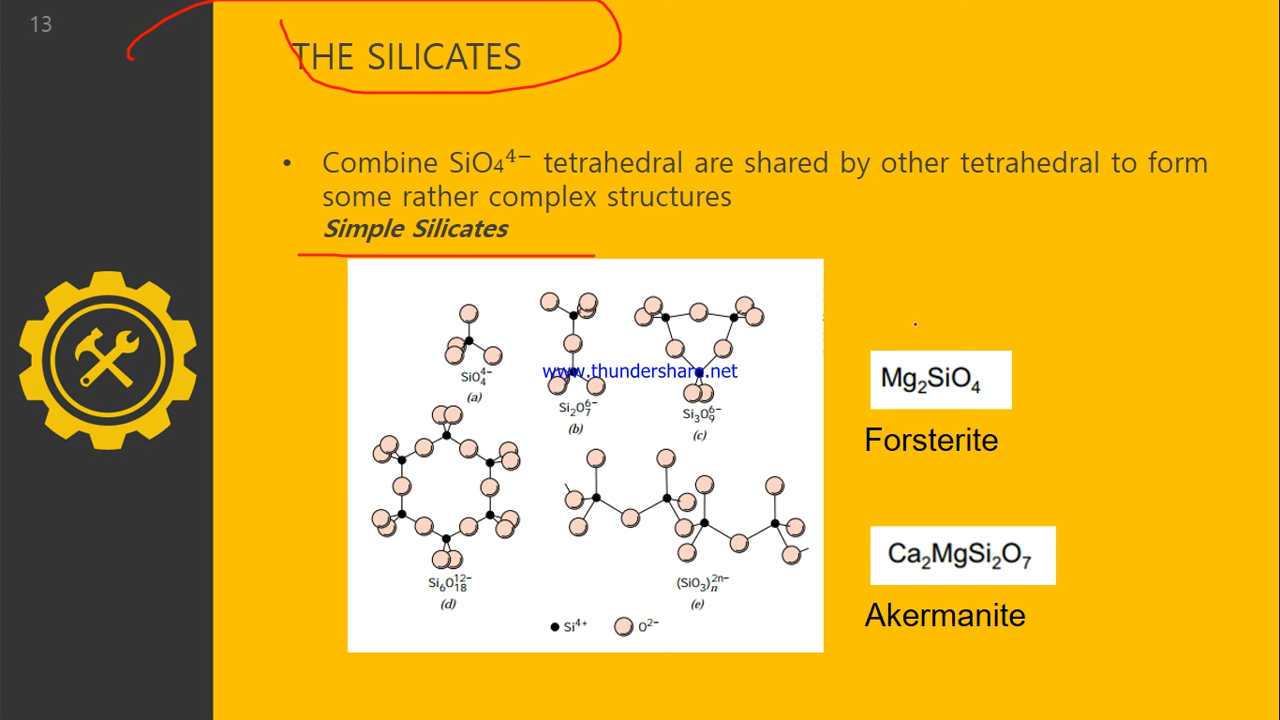 13
THE SILICATES
• Combine SiO₄⁴⁻ tetrahedral are shared by other tetrahedral to form
some rather complex structures
Simple Silicates
www.thundershare.net
SiO₄⁴⁻
(a)
Si₂O₇⁶⁻
(b)
Si₃O₉⁶⁻
(c)
Si₆O₁₈¹²⁻
(d)
(SiO₃)ₙ²ⁿ⁻
(e)
Si⁴⁺ O²⁻
Mg₂SiO₄
Forsterite
Ca₂MgSi₂O₇
Akermanite